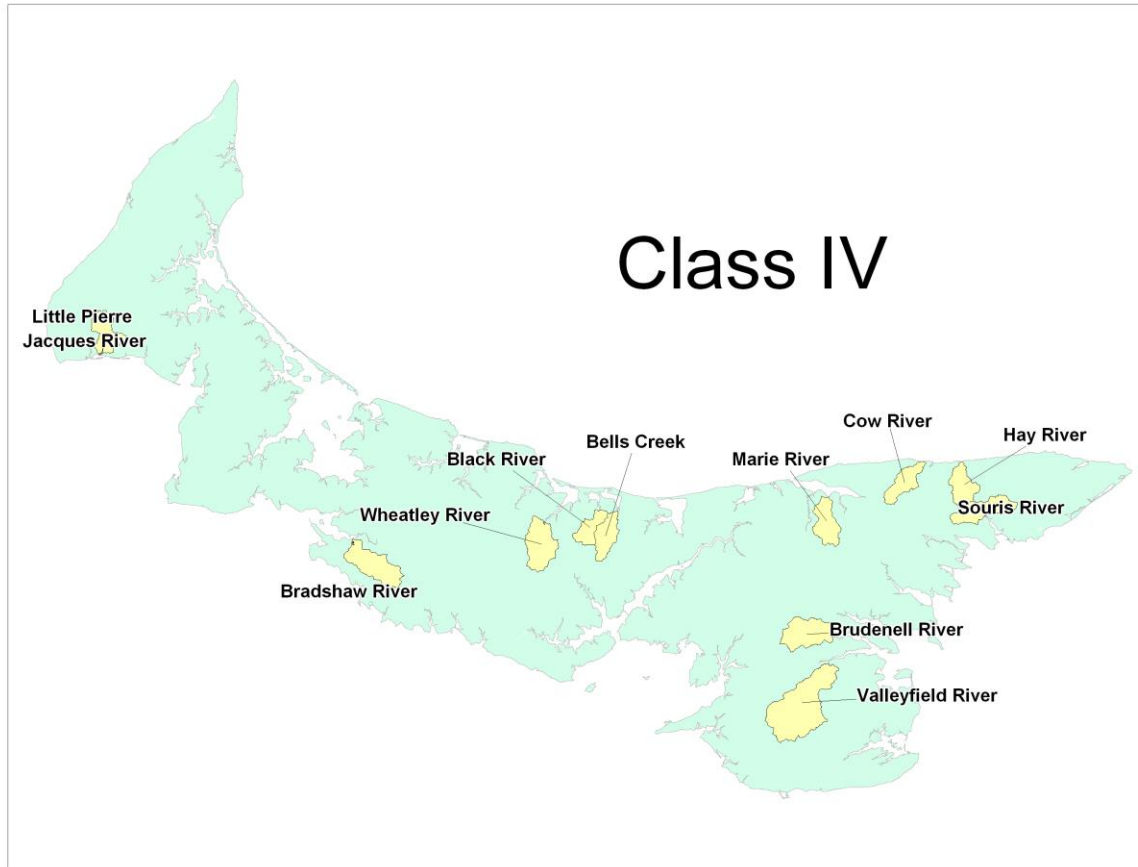 Class IV
Little Pierre
Jacques River
Cow River
Hay River
Bells Creek
Black River
Marie River
Wheatley River
Souris River
Bradshaw River
Brudenell River
Valleyfield River